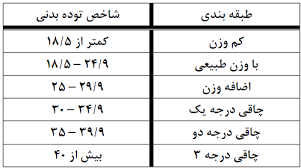 طبقه بندی	شاخص توده بدنی
کم وزن	کمتر از ۱۸/۵
با وزن طبیعی	۱۸/۵ – ۲۴/۹
اضافه وزن	۲۵ – ۲۹/۹
چاقی درجه یک	۳۰ – ۳۴/۹
چاقی درجه دو	۳۵ – ۳۹/۹
چاقی درجه ۳	بیش از ۴۰